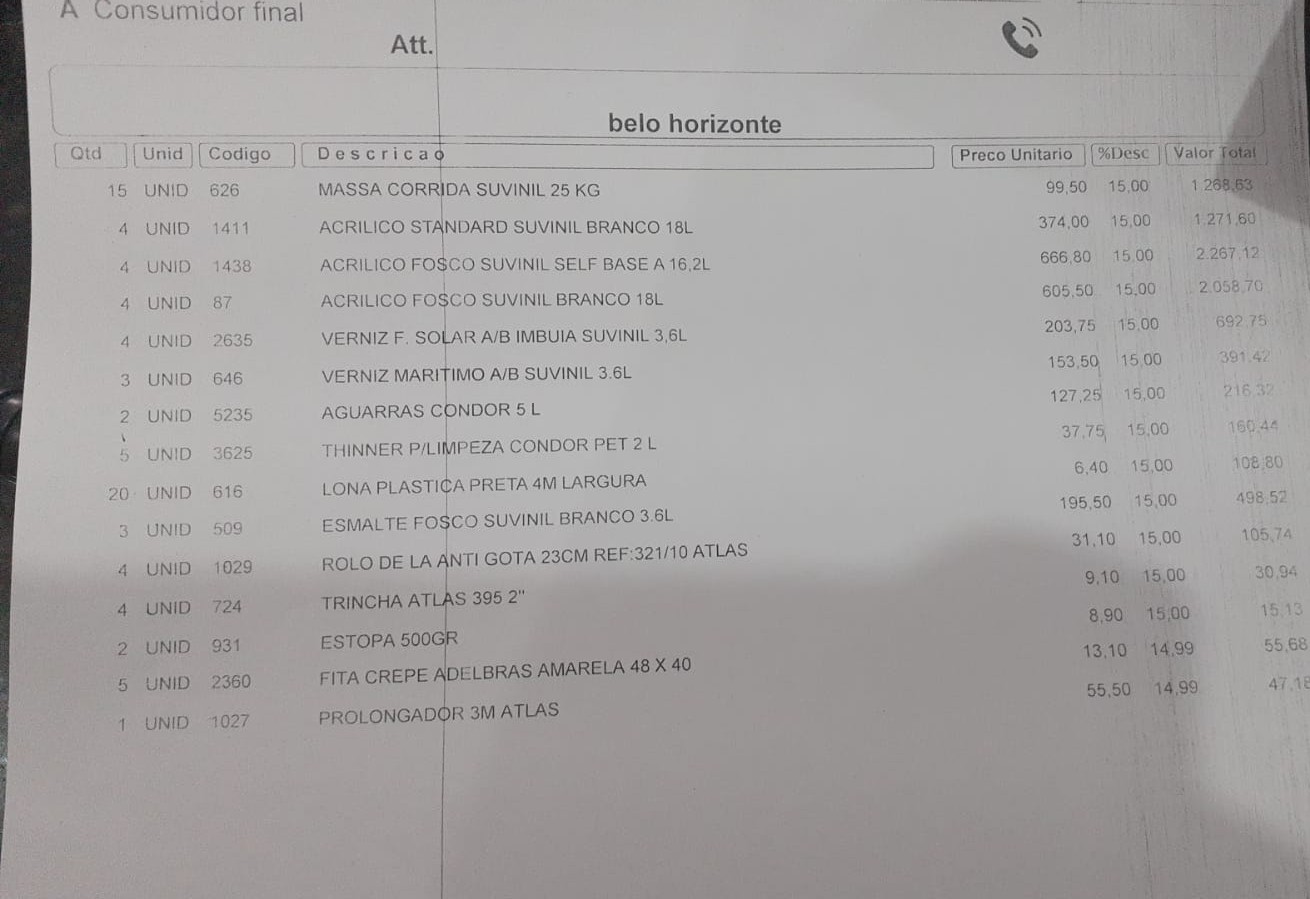 A Consumidor final
Att.
belo horizonte
Qtd Unid Codigo Descricao Preco Unitario %Desc Valor Total
15 UNID 626 MASSA CORRIDA SUVINIL 25 KG 99,50 15,00 1.268,63
4 UNID 1411 ACRILICO STANDARD SUVINIL BRANCO 18L 374,00 15,00 1.271,60
4 UNID 1438 ACRILICO FOSCO SUVINIL SELF BASE A 16,2L 666,80 15,00 2.267,12
4 UNID 87 ACRILICO FOSCO SUVINIL BRANCO 18L 605,50 15,00 2.058,70
4 UNID 2635 VERNIZ F. SOLAR A/B IMBUIA SUVINIL 3,6L 203,75 15,00 692,75
3 UNID 646 VERNIZ MARITIMO A/B SUVINIL 3.6L 153,50 15,00 391,42
2 UNID 5235 AGUARRAS CONDOR 5 L 127,25 15,00 216,32
5 UNID 3625 THINNER P/LIMPEZA CONDOR PET 2 L 37,75 15,00 160,44
20 UNID 616 LONA PLASTICA PRETA 4M LARGURA 6,40 15,00 108,80
3 UNID 509 ESMALTE FOSCO SUVINIL BRANCO 3.6L 195,50 15,00 498,52
4 UNID 1029 ROLO DE LA ANTI GOTA 23CM REF:321/10 ATLAS 31,10 15,00 105,74
4 UNID 724 TRINCHA ATLAS 395 2" 9,10 15,00 30,94
2 UNID 931 ESTOPA 500GR 8,90 15,00 15,13
5 UNID 2360 FITA CREPE ADELBRAS AMARELA 48 X 40 13,10 14,99 55,68
1 UNID 1027 PROLONGADOR 3M ATLAS 55,50 14,99 47,18